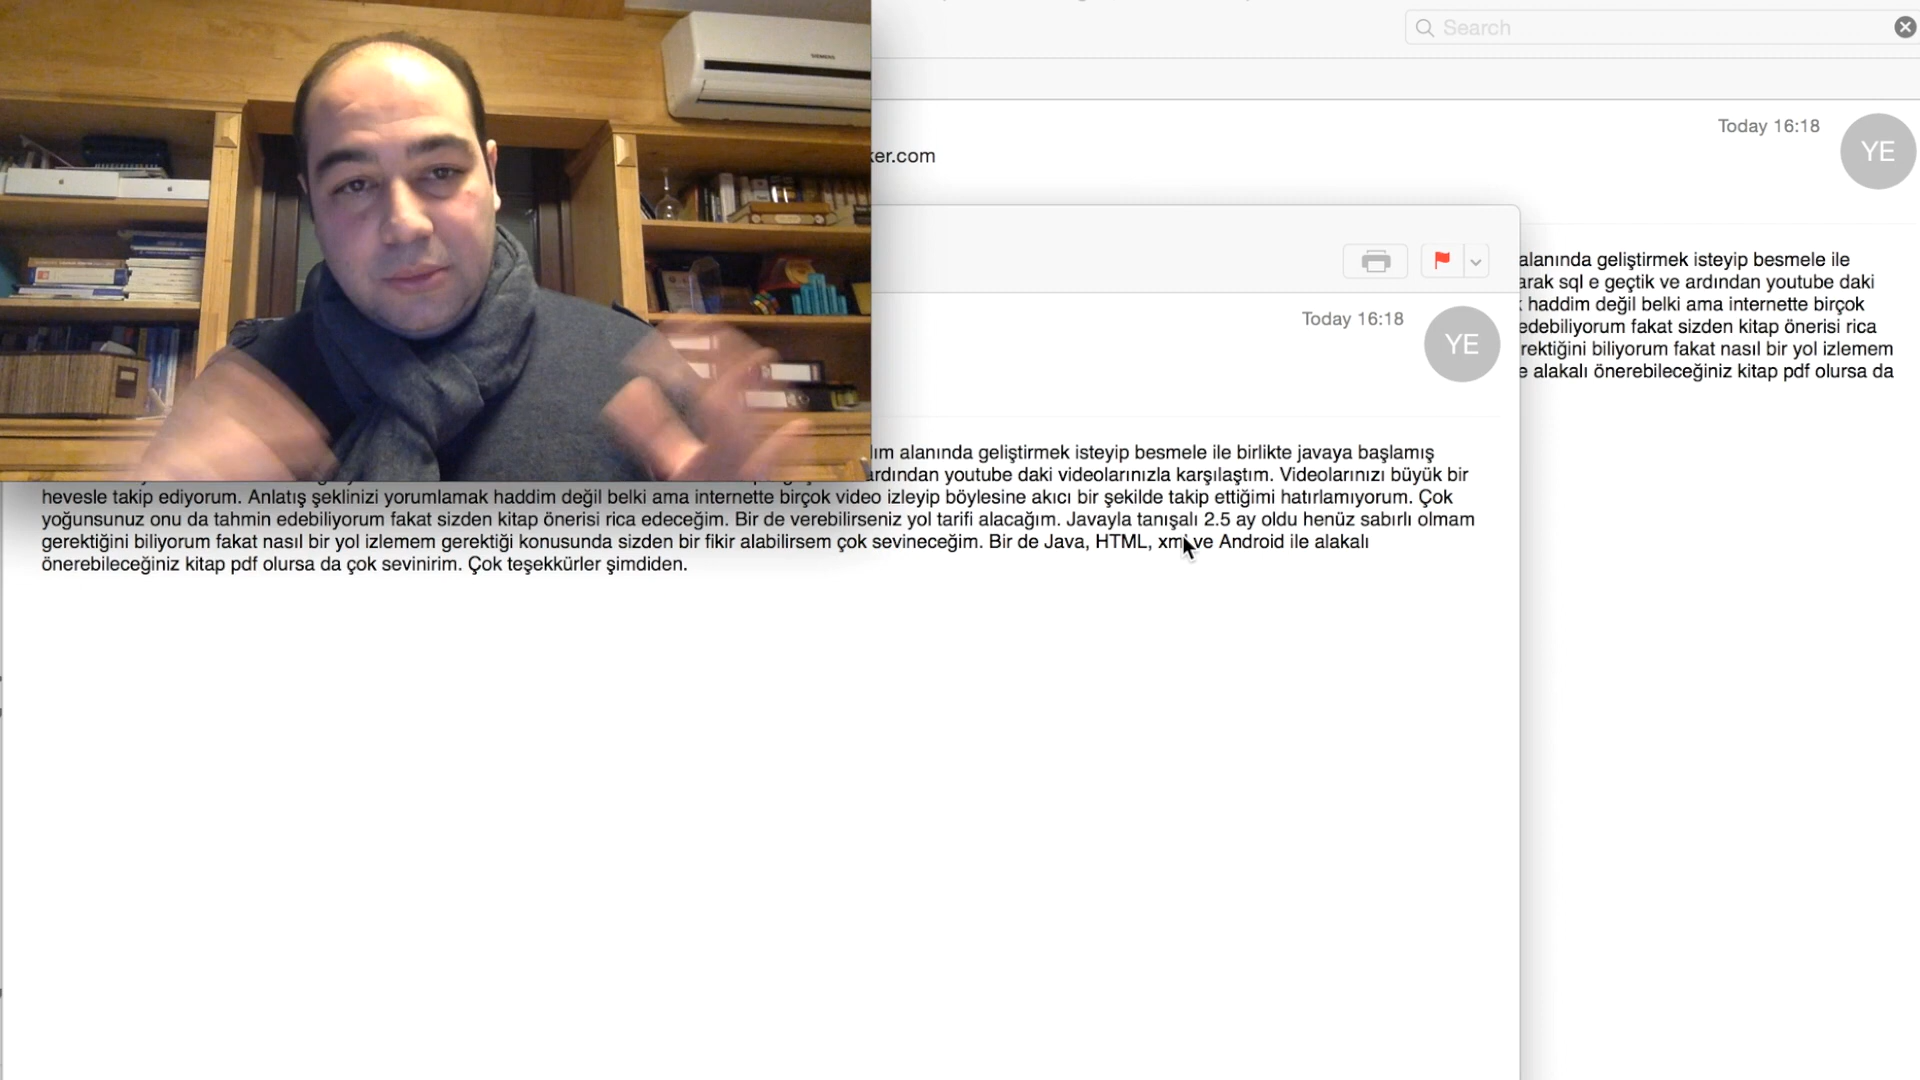 Search
Today 16:18
YE
ker.com
SIEMENS
alanında geliştirmek isteyip besmele ile
arak sql e geçtik ve ardından youtube daki
haddim değil belki ama internette birçok
edebiliyorum fakat sizden kitap önerisi rica
rektiğini biliyorum fakat nasıl bir yol izlemem
e alakalı önerebileceğiniz kitap pdf olursa da
Today 16:18
YE
lım alanında geliştirmek isteyip besmele ile birlikte javaya başlamış
ardından youtube daki videolarınızla karşılaştım. Videolarınızı büyük bir
hevesle takip ediyorum. Anlatış şeklinizi yorumlamak haddim değil belki ama internette birçok video izleyip böylesine akıcı bir şekilde takip ettiğimi hatırlamıyorum. Çok
yoğunsunuz onu da tahmin edebiliyorum fakat sizden kitap önerisi rica edeceğim. Bir de verebilirseniz yol tarifi alacağım. Javayla tanışalı 2.5 ay oldu henüz sabırlı olmam
gerektiğini biliyorum fakat nasıl bir yol izlemem gerektiği konusunda sizden bir fikir alabilirsem çok sevineceğim. Bir de Java, HTML, xml ve Android ile alakalı
önerebileceğiniz kitap pdf olursa da çok sevinirim. Çok teşekkürler şimdiden.